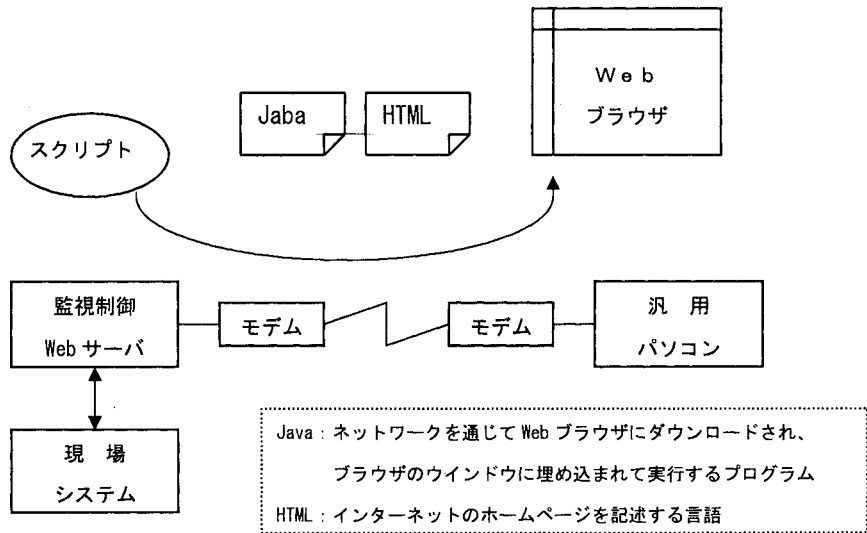 Web
ブラウザ
Jaba
HTML
スクリプト
監視制御
Webサーバ
モデム
モデム
汎 用
パソコン
現 場
システム
Java：ネットワークを通じてWebブラウザにダウンロードされ、
ブラウザのウインドウに埋め込まれて実行するプログラム
HTML：インターネットのホームページを記述する言語